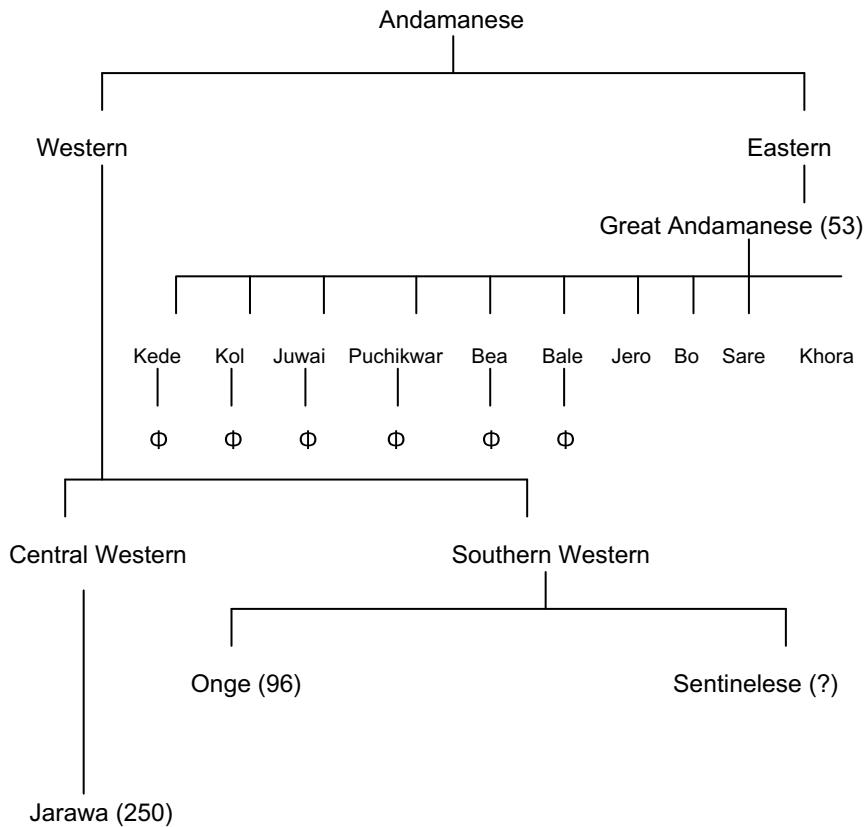 Andamanese
Western Eastern
Great Andamanese (53)
Kede Kol Juwai Puchikwar Bea Bale Jero Bo Sare Khora
Φ Φ Φ Φ Φ Φ
Central Western Southern Western
Onge (96) Sentinelese (?)
Jarawa (250)